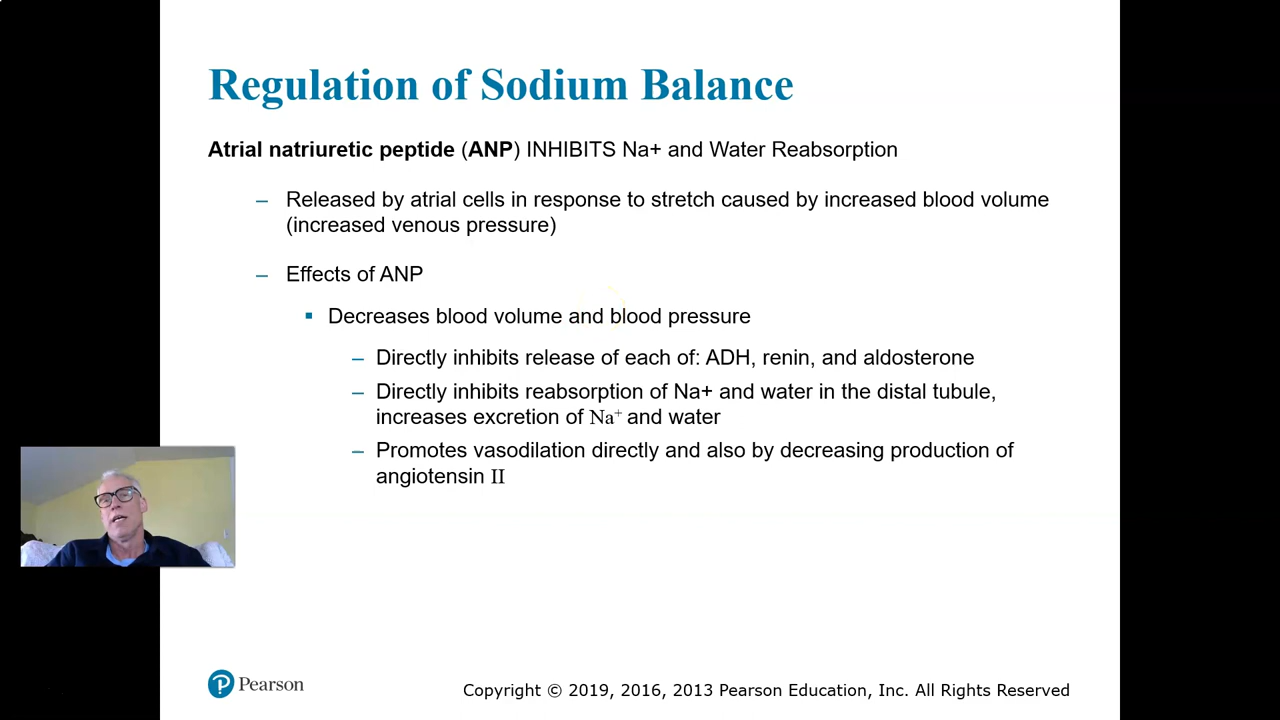 Regulation of Sodium Balance
Atrial natriuretic peptide (ANP) INHIBITS Na+ and Water Reabsorption
– Released by atrial cells in response to stretch caused by increased blood volume
(increased venous pressure)
– Effects of ANP
▪ Decreases blood volume and blood pressure
– Directly inhibits release of each of: ADH, renin, and aldosterone
– Directly inhibits reabsorption of Na+ and water in the distal tubule,
increases excretion of Na⁺ and water
– Promotes vasodilation directly and also by decreasing production of
angiotensin II
P Pearson
Copyright © 2019, 2016, 2013 Pearson Education, Inc. All Rights Reserved